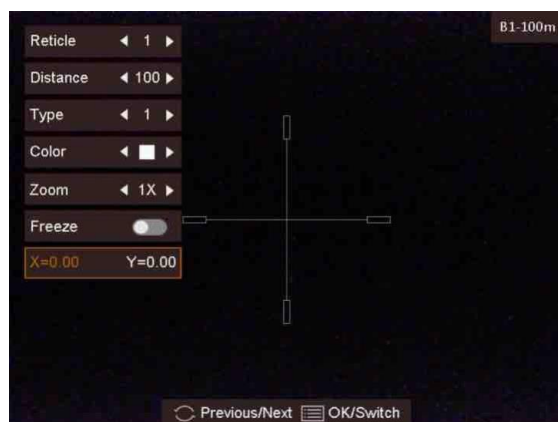 B1-100m
Reticle 1
Distance 100
Type 1
Color
Zoom 1X
Freeze
X=0.00 Y=0.00
Previous/Next OK/Switch